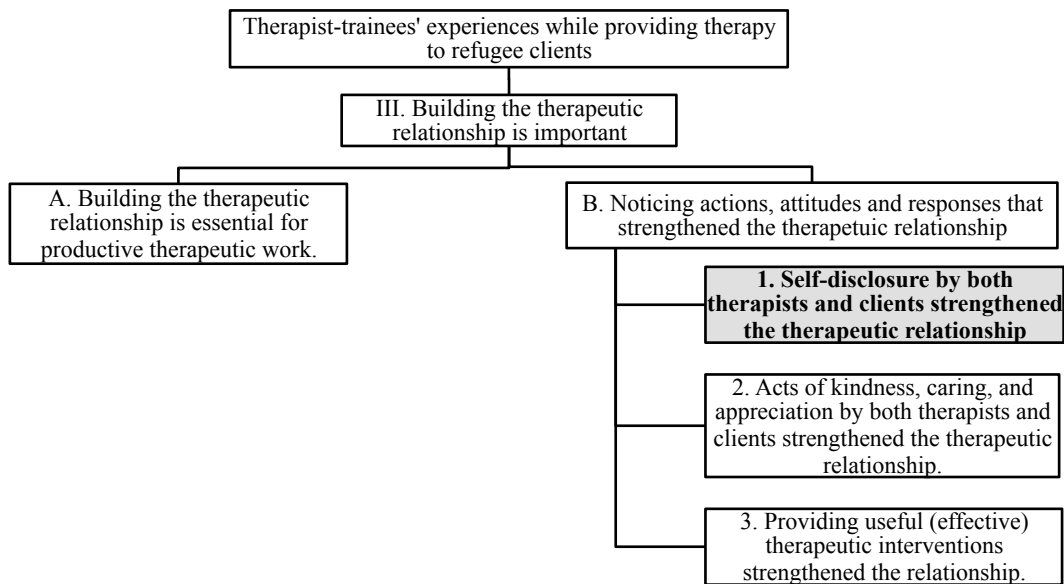 Therapist-trainees' experiences while providing therapy
to refugee clients
III. Building the therapeutic
relationship is important
A. Building the therapeutic
relationship is essential for
productive therapeutic work.
B. Noticing actions, attitudes and responses that
strengthened the therapetuic relationship
1. Self-disclosure by both
therapists and clients strengthened
the therapeutic relationship
2. Acts of kindness, caring, and
appreciation by both therapists and
clients strengthened the therapeutic
relationship.
3. Providing useful (effective)
therapeutic interventions
strengthened the relationship.